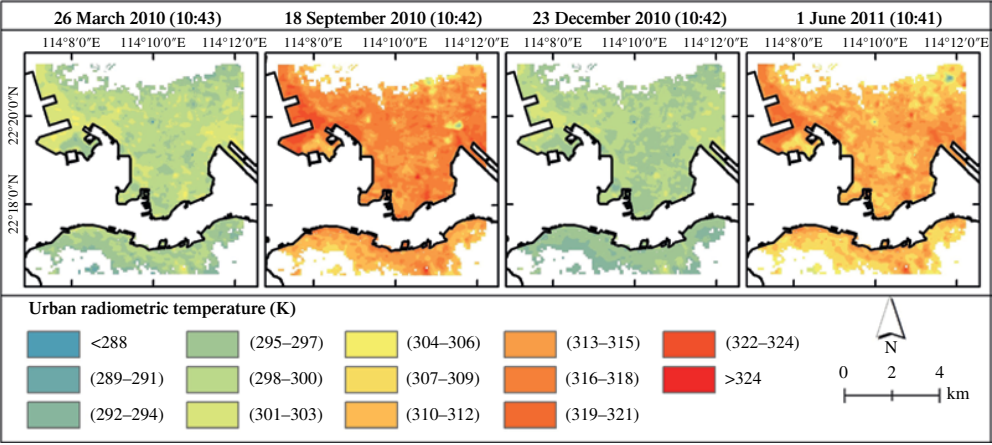 26 March 2010 (10:43) 18 September 2010 (10:42) 23 December 2010 (10:42) 1 June 2011 (10:41)
114°8′0″E 114°10′0″E 114°12′0″E 114°8′0″E 114°10′0″E 114°12′0″E 114°8′0″E 114°10′0″E 114°12′0″E 114°8′0″E 114°10′0″E 114°12′0″E
22°20′0″N
22°18′0″N
Urban radiometric temperature (K)
<288 (295–297) (304–306) (313–315) (322–324)
(289–291) (298–300) (307–309) (316–318) >324
(292–294) (301–303) (310–312) (319–321)
N
0 2 4
km